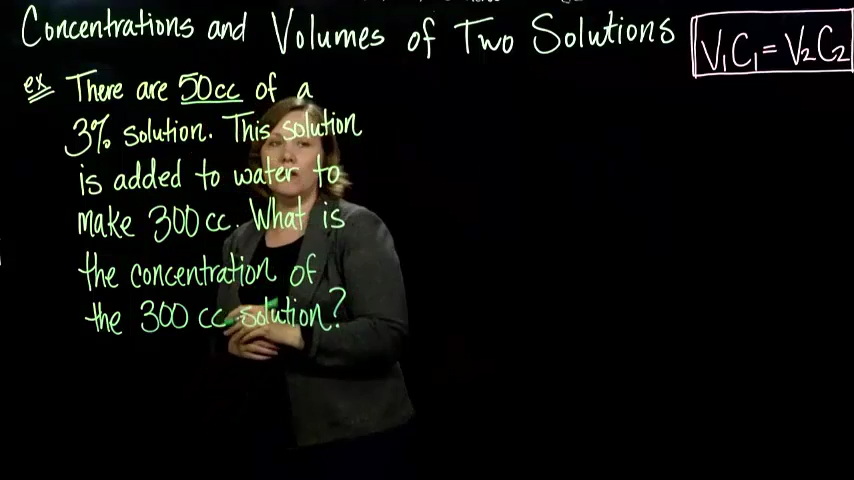 Concentrations and Volumes of Two Solutions
V₁C₁ = V₂C₂
ex There are 50cc of a
3% solution. This solution
is added to water to
make 300 cc. What is
the concentration of
the 300 cc solution?